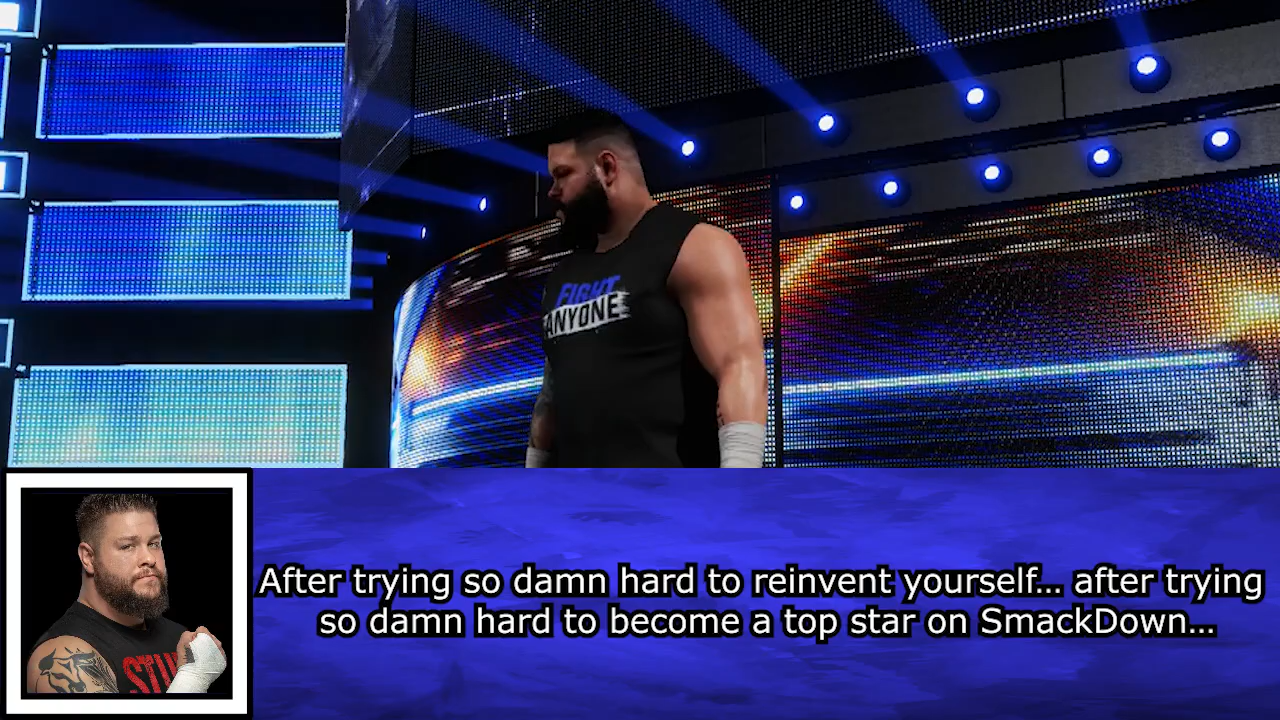 FIGHT
ANYONE
STU
After trying so damn hard to reinvent yourself... after trying
so damn hard to become a top star on SmackDown...